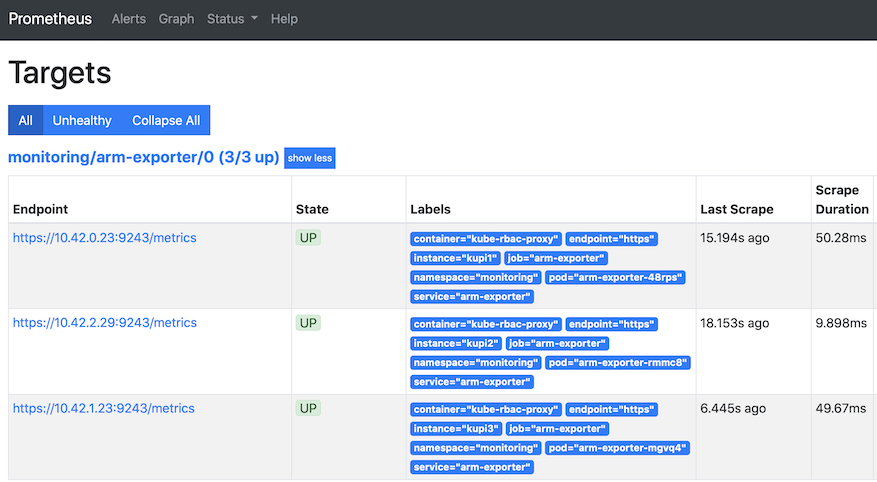 Prometheus Alerts Graph Status Help
Targets
All Unhealthy Collapse All
monitoring/arm-exporter/0 (3/3 up) show less
Endpoint State Labels Last Scrape Scrape Duration
https://10.42.0.23:9243/metrics UP container="kube-rbac-proxy" endpoint="https" 15.194s ago 50.28ms
instance="kupi1" job="arm-exporter"
namespace="monitoring" pod="arm-exporter-48rps"
service="arm-exporter"
https://10.42.2.29:9243/metrics UP container="kube-rbac-proxy" endpoint="https" 18.153s ago 9.898ms
instance="kupi2" job="arm-exporter"
namespace="monitoring" pod="arm-exporter-rmmc8"
service="arm-exporter"
https://10.42.1.23:9243/metrics UP container="kube-rbac-proxy" endpoint="https" 6.445s ago 49.67ms
instance="kupi3" job="arm-exporter"
namespace="monitoring" pod="arm-exporter-mgvq4"
service="arm-exporter"